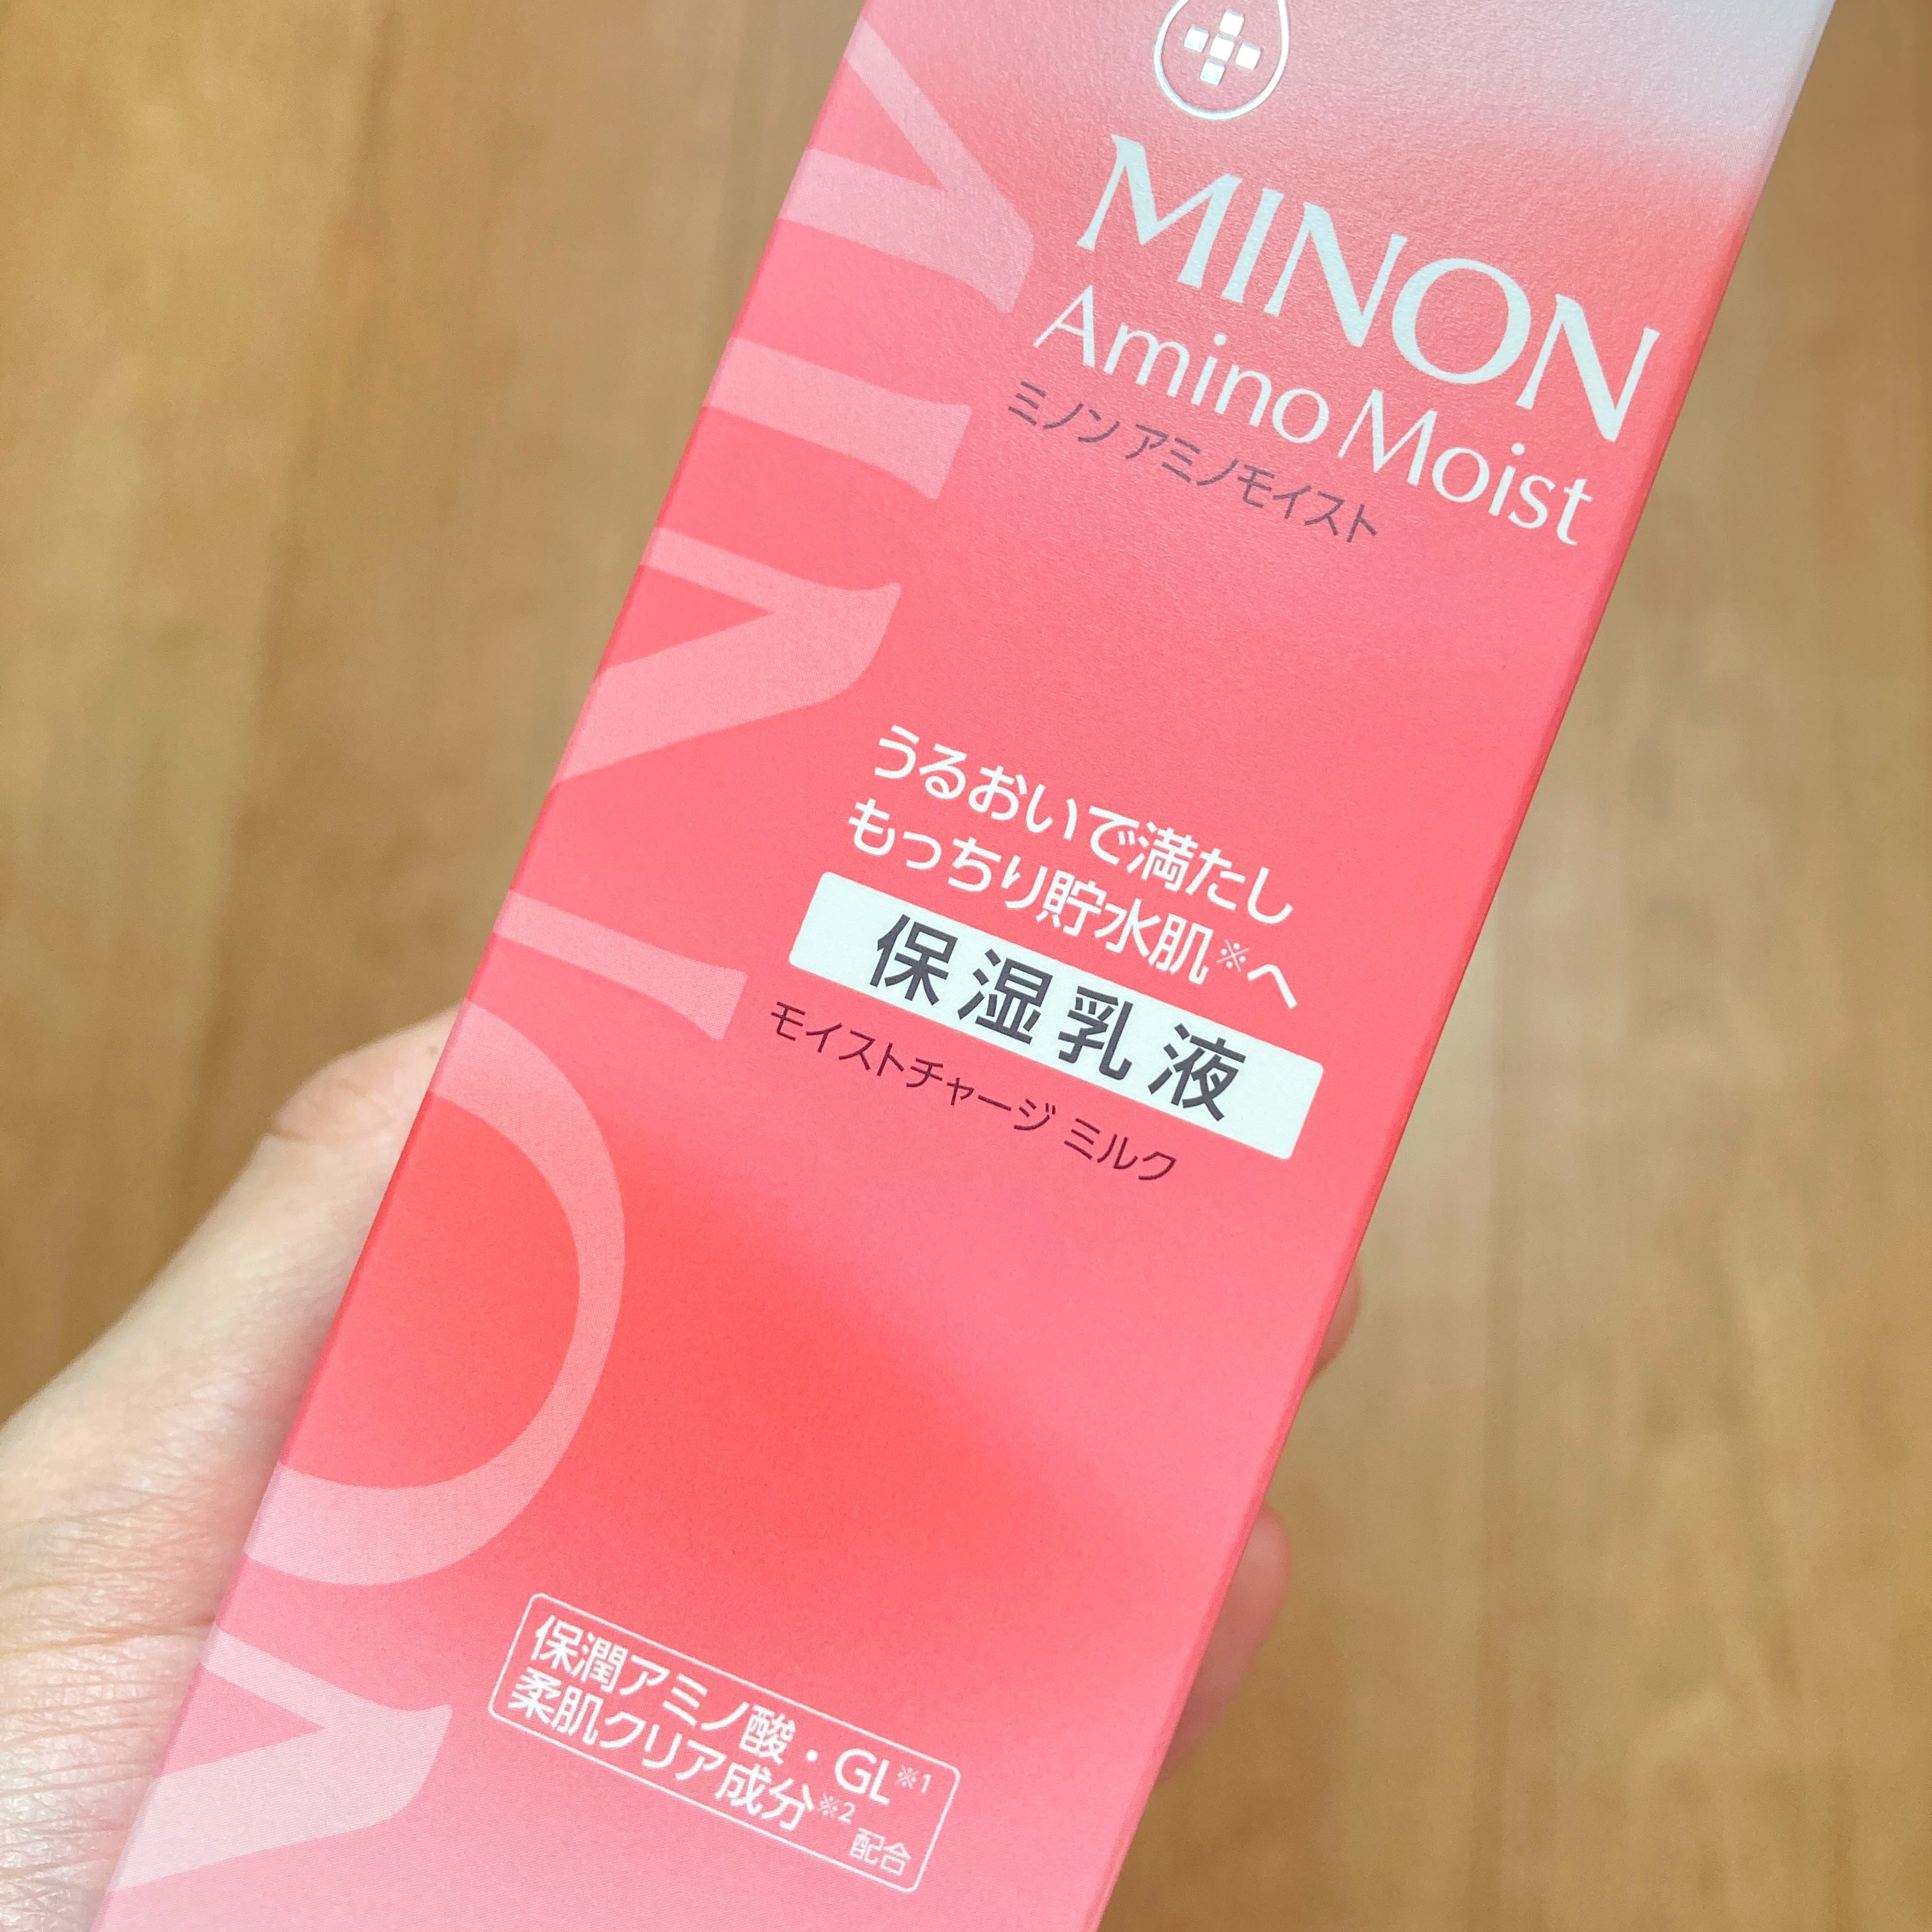 MINON
Amino Moist
ミノン アミノモイスト
うるおいで満たし
もっちり貯水肌※へ
保湿乳液
モイストチャージ ミルク
保潤アミノ酸・GL※1
柔肌クリア成分※2配合
MINON